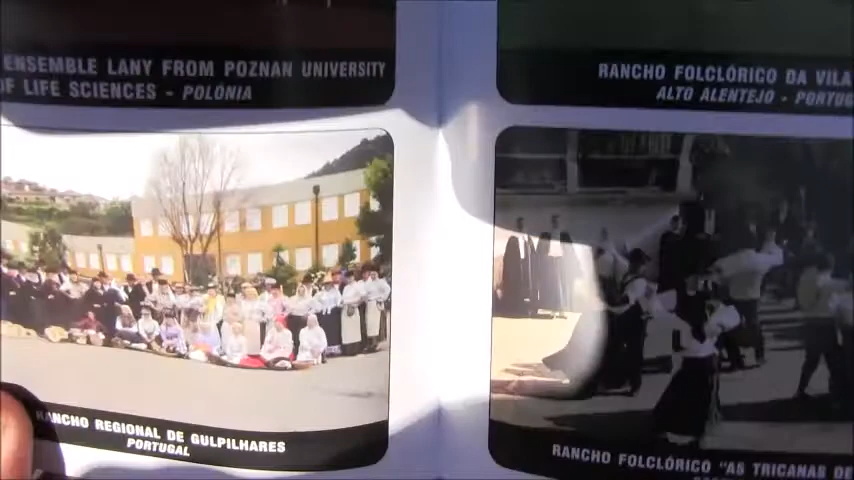 ENSEMBLE LANY FROM POZNAN UNIVERSITY
OF LIFE SCIENCES - POLÓNIA
RANCHO FOLCLÓRICO DA VILA
ALTO ALENTEJO - PORTUG
RANCHO REGIONAL DE GULPILHARES
PORTUGAL
RANCHO FOLCLÓRICO "AS TRICANAS DE